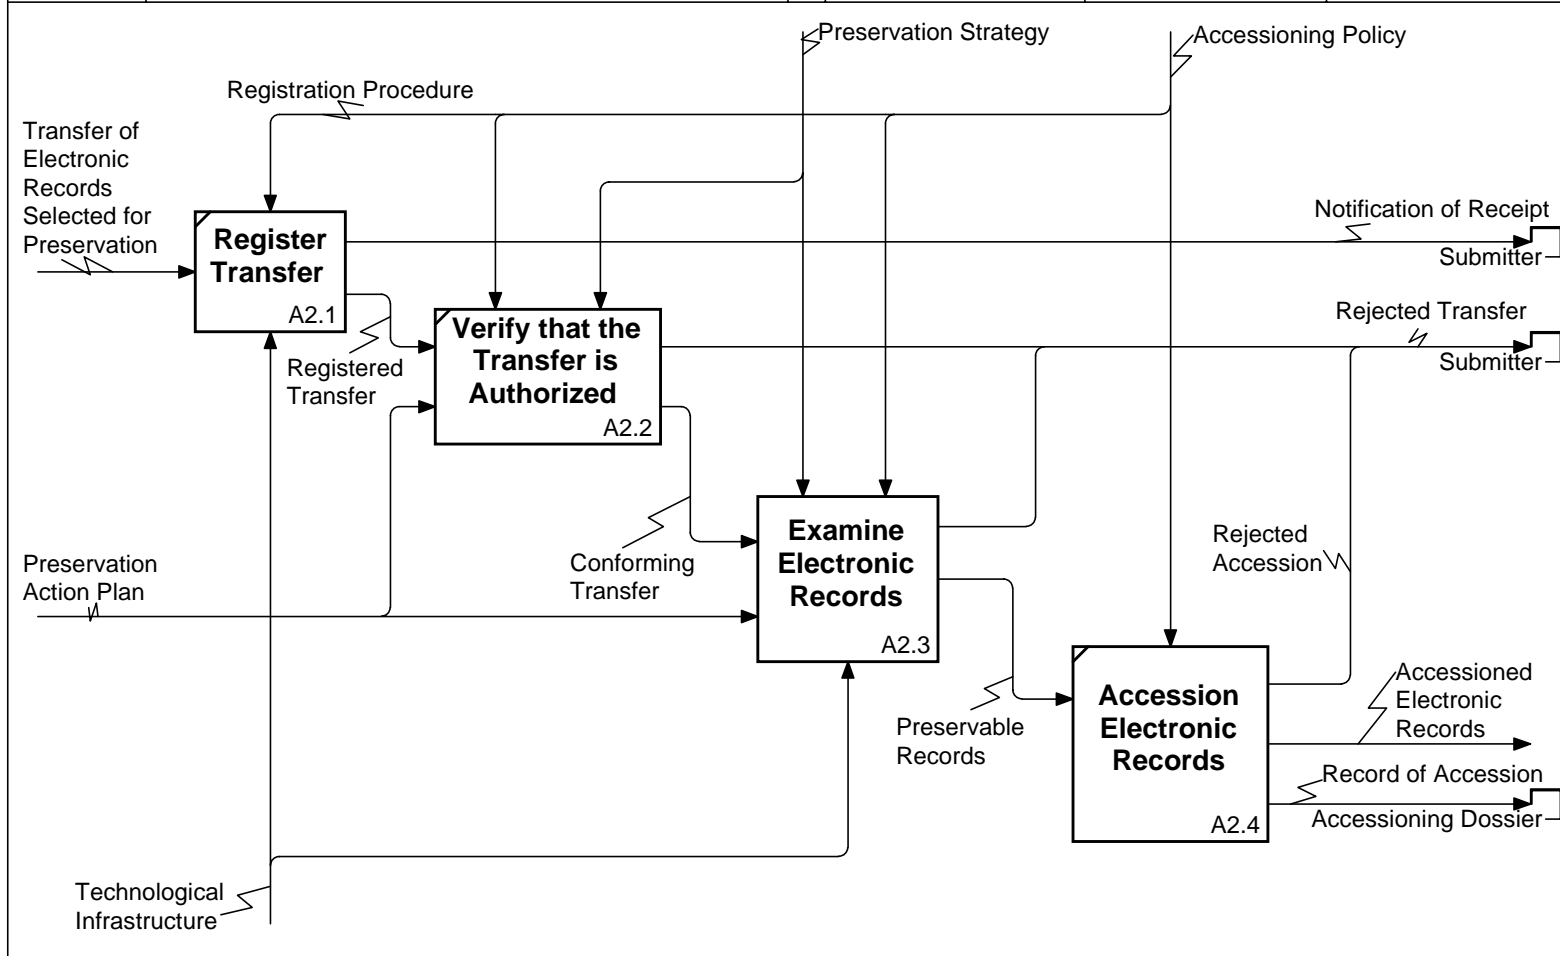 Preservation Strategy
Accessioning Policy
Registration Procedure
Transfer of
Electronic
Records
Selected for
Preservation
Notification of Receipt
Submitter
Register
Transfer
A2.1
Rejected Transfer
Submitter
Verify that the
Transfer is
Authorized
A2.2
Registered
Transfer
Preservation
Action Plan
Conforming
Transfer
Examine
Electronic
Records
A2.3
Rejected
Accession
Preservable
Records
Accession
Electronic
Records
A2.4
Accessioned
Electronic
Records
Record of Accession
Accessioning Dossier
Technological
Infrastructure